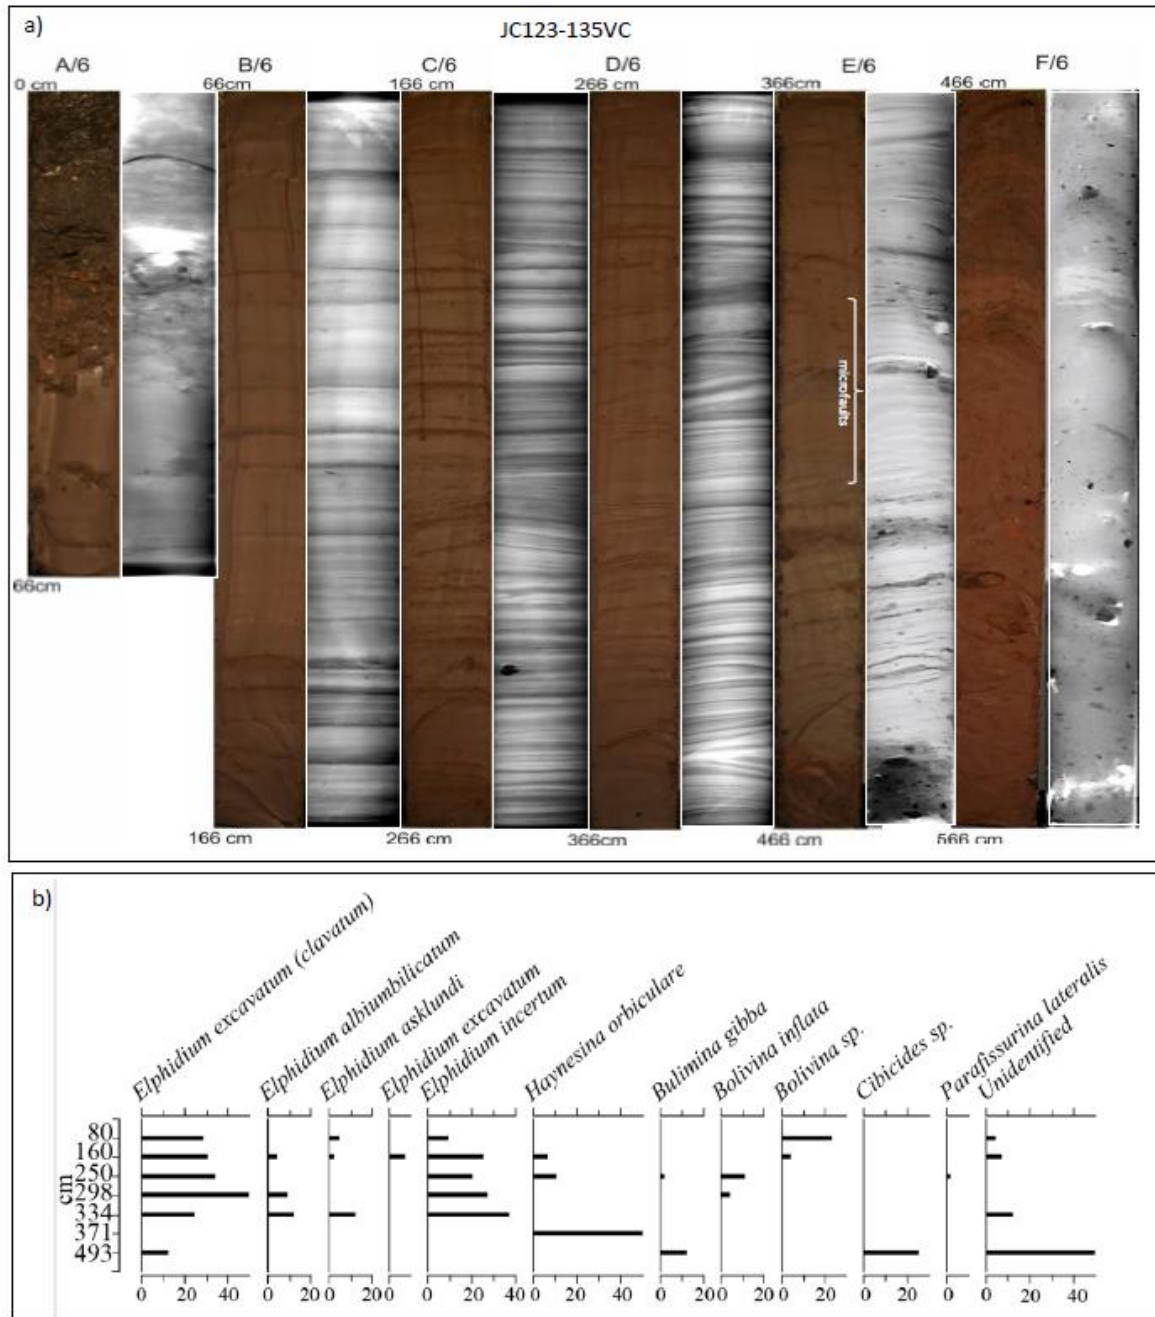 a)
JC123-135VC
A/6 B/6 C/6 D/6 E/6 F/6
0 cm 66cm 166 cm 266 cm 366cm 466 cm
microfaults
66cm
166 cm 266 cm 366cm 466 cm 566 cm
b)
Elphidium excavatum (clavatum)
Elphidium albiumbilicatum
Elphidium asklundi
Elphidium excavatum
Elphidium incertum
Haynesina orbiculare
Bulimina gibba
Bolivina inflata
Bolivina sp.
Cibicides sp.
Parafissurina lateralis
Unidentified
cm
80
160
250
298
334
371
493
0 20 40 0 20 0 20 0 20 40 0 20 40 0 20 0 20 0 20 0 20 0 0 20 40